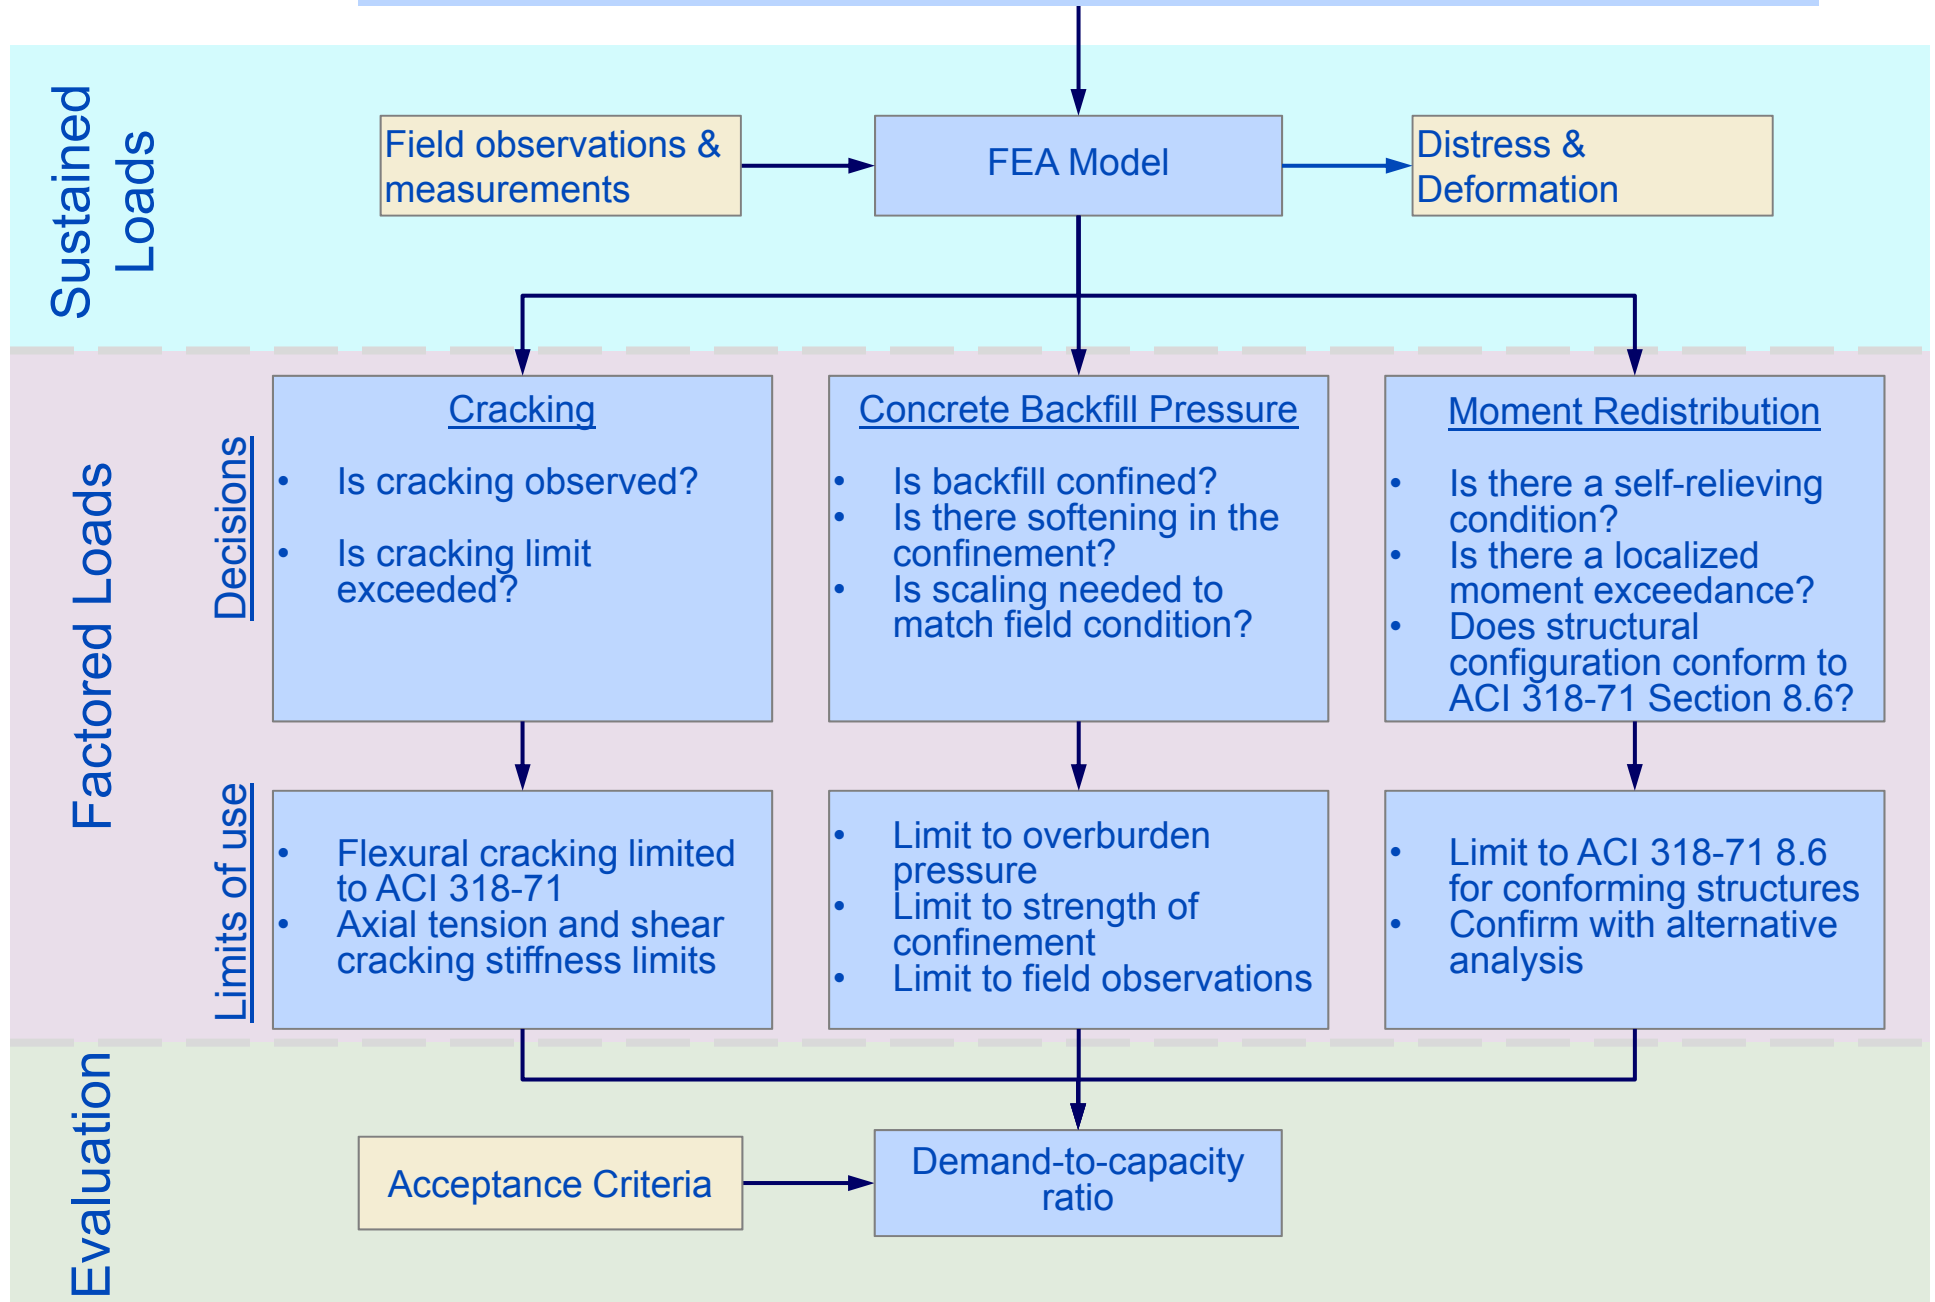 Sustained
Loads
Field observations &
measurements
FEA Model
Distress &
Deformation
Factored Loads
Decisions
Cracking
• Is cracking observed?
• Is cracking limit
exceeded?
Concrete Backfill Pressure
• Is backfill confined?
• Is there softening in the
confinement?
• Is scaling needed to
match field condition?
Moment Redistribution
• Is there a self-relieving
condition?
• Is there a localized
moment exceedance?
• Does structural
configuration conform to
ACI 318-71 Section 8.6?
Limits of use
• Flexural cracking limited
to ACI 318-71
• Axial tension and shear
cracking stiffness limits
• Limit to overburden
pressure
• Limit to strength of
confinement
• Limit to field observations
• Limit to ACI 318-71 8.6
for conforming structures
• Confirm with alternative
analysis
Evaluation
Acceptance Criteria
Demand-to-capacity
ratio